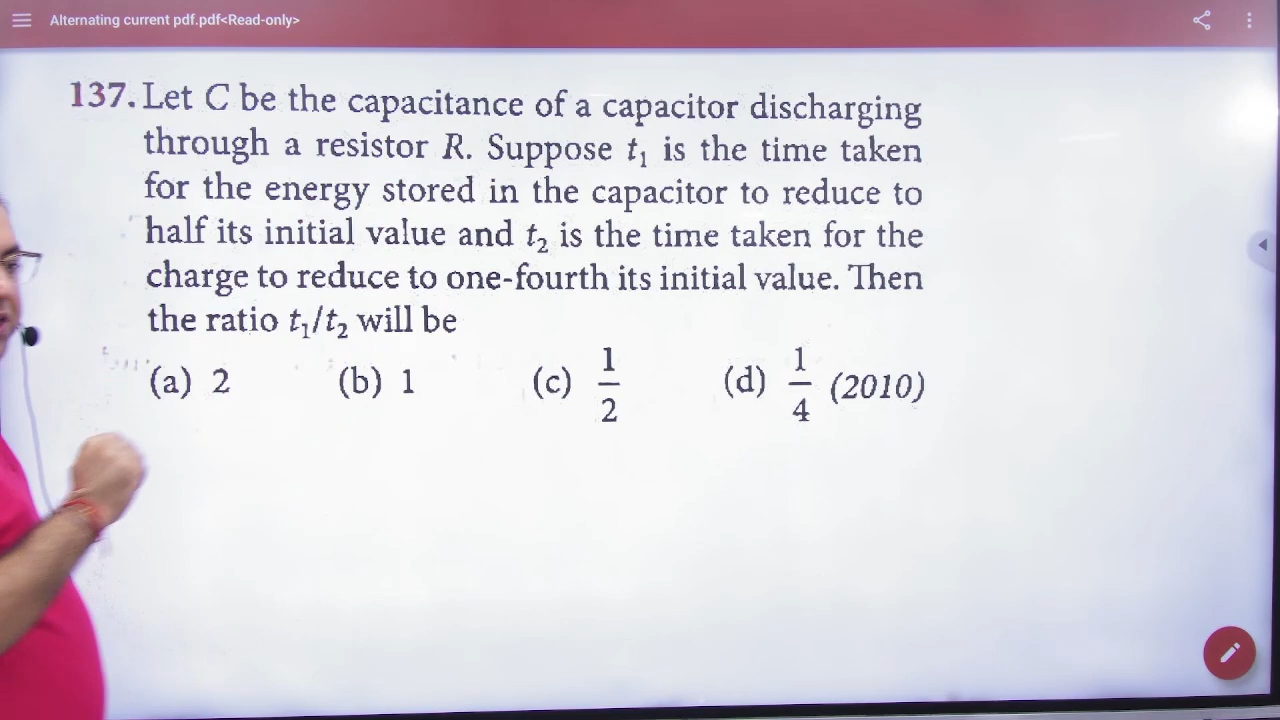 Alternating current pdf.pdf<Read-only>
137. Let C be the capacitance of a capacitor discharging
through a resistor R. Suppose t₁ is the time taken
for the energy stored in the capacitor to reduce to
half its initial value and t₂ is the time taken for the
charge to reduce to one-fourth its initial value. Then
the ratio t₁/t₂ will be
(a) 2 (b) 1 (c) 1/2 (d) 1/4 (2010)